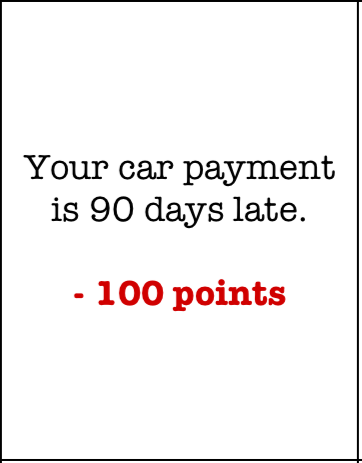 Your car payment
is 90 days late.
- 100 points